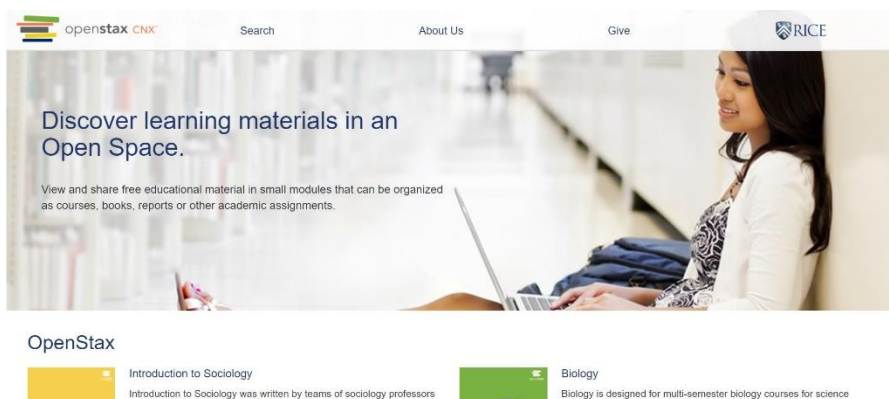 openstax CNX
Search
About Us
Give
RICE
Discover learning materials in an
Open Space.
View and share free educational material in small modules that can be organized
as courses, books, reports or other academic assignments.
OpenStax
Introduction to Sociology
Introduction to Sociology was written by teams of sociology professors
Biology
Biology is designed for multi-semester biology courses for science